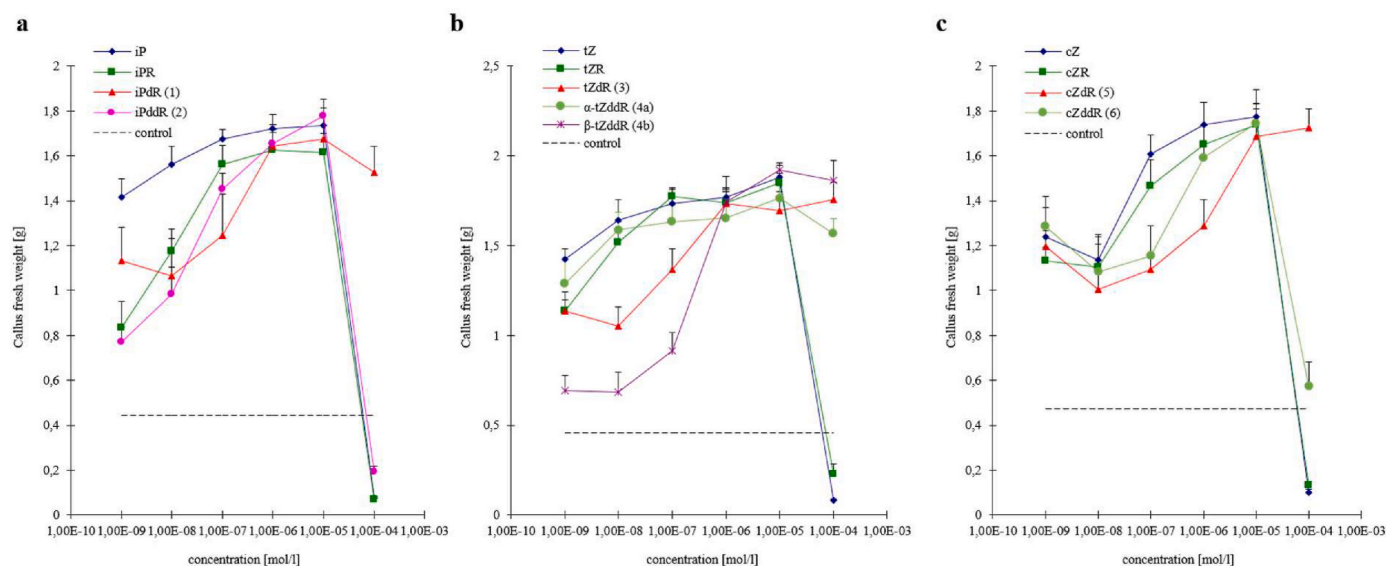 a
iP
iPR
iPdR (1)
iPddR (2)
control
2
1,8
1,6
1,4
1,2
1
0,8
0,6
0,4
0,2
0
Callus fresh weight [g]
1,00E-10 1,00E-09 1,00E-08 1,00E-07 1,00E-06 1,00E-05 1,00E-04 1,00E-03
concentration [mol/l]
b
tZ
tZR
tZdR (3)
α-tZddR (4a)
β-tZddR (4b)
control
2,5
2
1,5
1
0,5
0
Callus fresh weight [g]
1,00E-10 1,00E-09 1,00E-08 1,00E-07 1,00E-06 1,00E-05 1,00E-04 1,00E-03
concentration [mol/l]
c
cZ
cZR
cZdR (5)
cZddR (6)
control
2
1,8
1,6
1,4
1,2
1
0,8
0,6
0,4
0,2
0
Callus fresh weight [g]
1,00E-10 1,00E-09 1,00E-08 1,00E-07 1,00E-06 1,00E-05 1,00E-04 1,00E-03
concentration [mol/l]